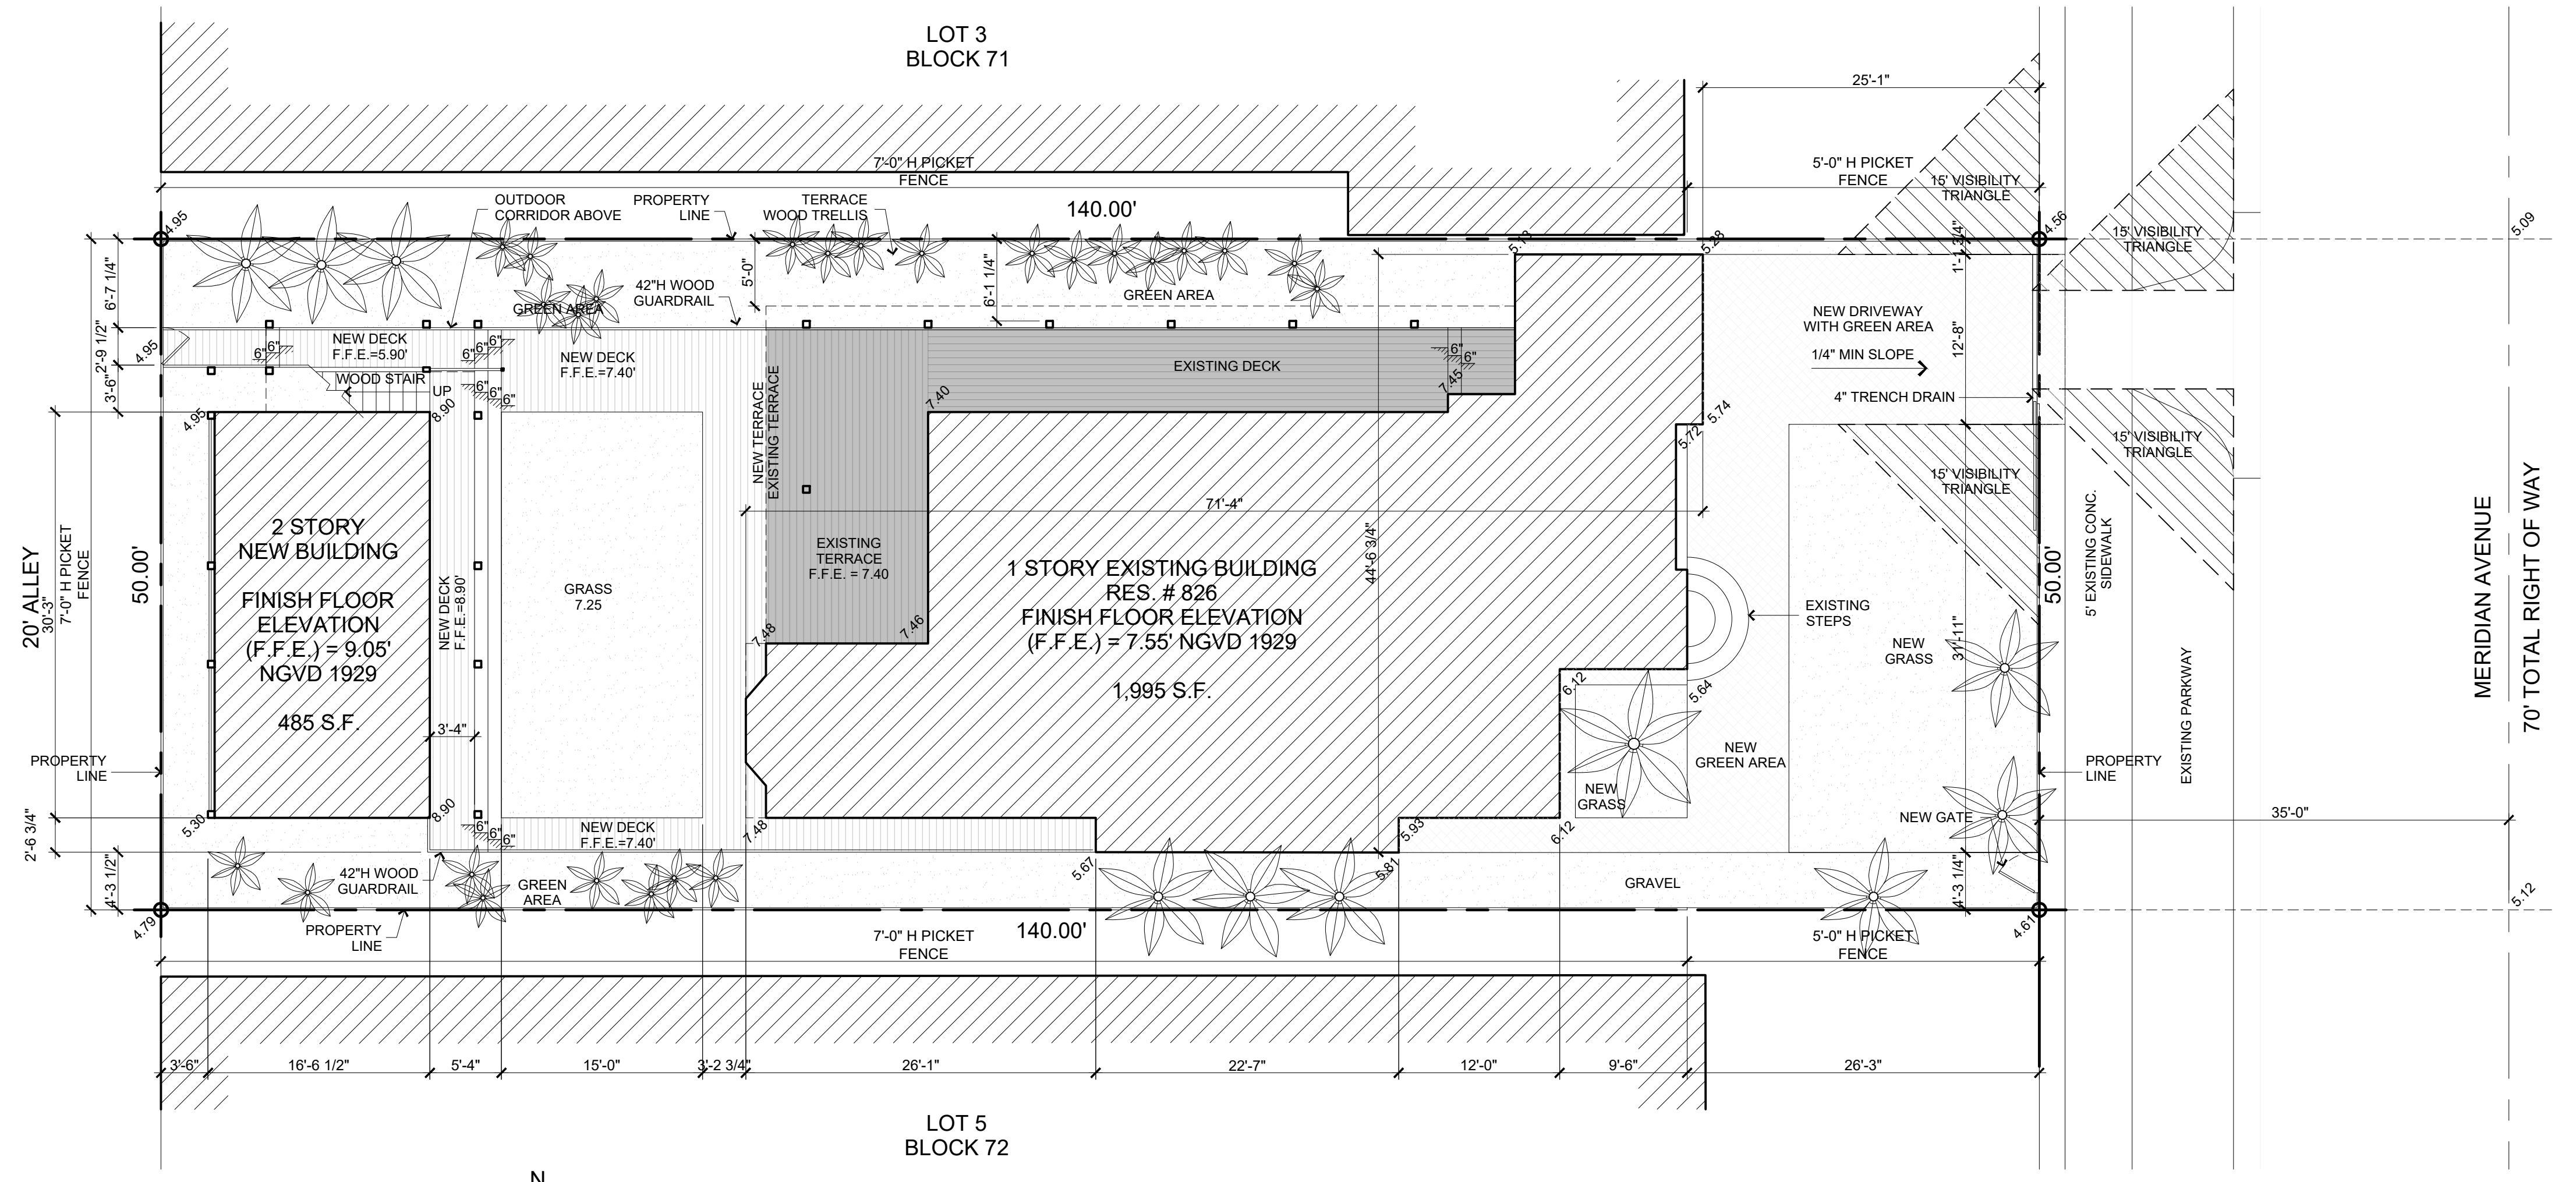 LOT 3
BLOCK 71
25'-1"
7'-0" H PICKET
FENCE
5'-0" H PICKET
FENCE
15' VISIBILITY
TRIANGLE
OUTDOOR
CORRIDOR ABOVE
PROPERTY
LINE
TERRACE
WOOD TRELLIS
140.00'
4.95
4.56
5.09
15' VISIBILITY
TRIANGLE
5.13
5.28
1'-1 3/4"
6'-7 1/4"
5'-0"
6'-1 1/4"
42"H WOOD
GUARDRAIL
GREEN AREA
GREEN AREA
NEW DRIVEWAY
WITH GREEN AREA
12'-8"
1/4" MIN SLOPE
4" TRENCH DRAIN
2'-9 1/2"
4.95
NEW DECK
F.F.E.=5.90'
6"
6"
6"
6"
6"
NEW DECK
F.F.E.=7.40'
EXISTING DECK
6"
6"
7.45
3'-6"
WOOD STAIR
UP
6"
6"
6"
8.90
4.95
NEW TERRACE
EXISTING TERRACE
7.40
5.74
5.72
15' VISIBILITY
TRIANGLE
15' VISIBILITY
TRIANGLE
20' ALLEY
30'-3"
7'-0" H PICKET
FENCE
50.00'
2 STORY
NEW BUILDING
FINISH FLOOR
ELEVATION
(F.F.E.) = 9.05'
NGVD 1929
485 S.F.
NEW DECK
F.F.E.=8.90'
3'-4"
GRASS
7.25
EXISTING
TERRACE
F.F.E. = 7.40
71'-4"
44'-6 3/4"
1 STORY EXISTING BUILDING
RES. # 826
FINISH FLOOR ELEVATION
(F.F.E.) = 7.55' NGVD 1929
1,995 S.F.
7.48
7.46
EXISTING
STEPS
NEW
GRASS
31'-11"
50.00'
5' EXISTING CONC.
SIDEWALK
EXISTING PARKWAY
MERIDIAN AVENUE
70' TOTAL RIGHT OF WAY
6.12
5.64
NEW
GREEN AREA
NEW
GRASS
PROPERTY
LINE
PROPERTY
LINE
NEW GATE
35'-0"
2'-6 3/4"
5.30
8.90
6"
6"
6"
NEW DECK
F.F.E.=7.40'
7.48
5.93
6.12
5.67
5.81
4'-3 1/2"
42"H WOOD
GUARDRAIL
GREEN
AREA
GRAVEL
4'-3 1/4"
4.79
4.61
5.12
PROPERTY
LINE
7'-0" H PICKET
FENCE
140.00'
5'-0" H PICKET
FENCE
3'-6"
16'-6 1/2"
5'-4"
15'-0"
3'-2 3/4"
26'-1"
22'-7"
12'-0"
9'-6"
26'-3"
LOT 5
BLOCK 72
N